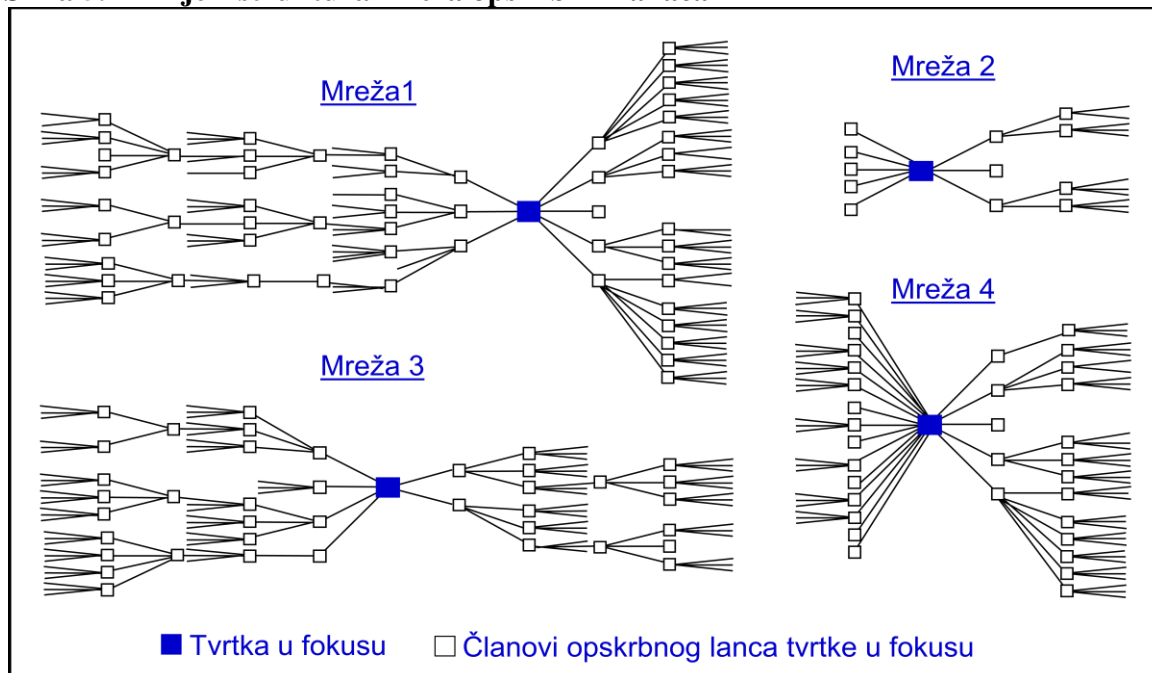 Mreža1
Mreža 2
Mreža 4
Mreža 3
Tvrtka u fokusu
Članovi opskrbnog lanca tvrtke u fokusu